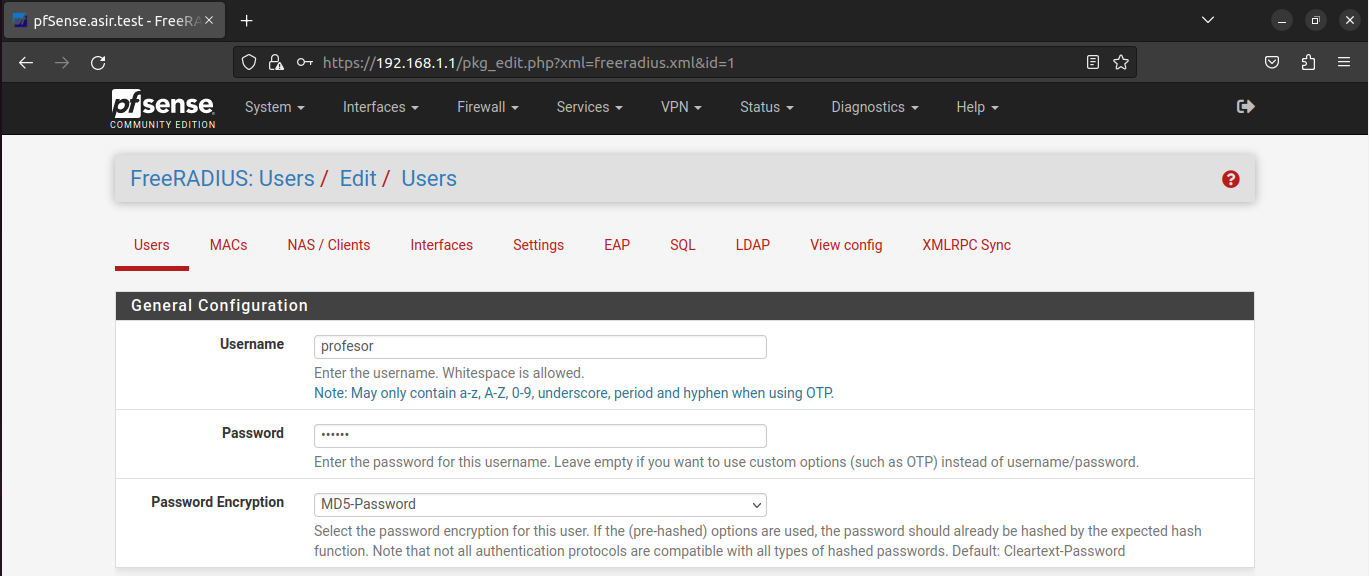 pfSense.asir.test - FreeRA
https://192.168.1.1/pkg_edit.php?xml=freeradius.xml&id=1
pfsense
COMMUNITY EDITION
System
Interfaces
Firewall
Services
VPN
Status
Diagnostics
Help
FreeRADIUS: Users / Edit / Users
Users
MACs
NAS / Clients
Interfaces
Settings
EAP
SQL
LDAP
View config
XMLRPC Sync
General Configuration
Username
profesor
Enter the username. Whitespace is allowed.
Note: May only contain a-z, A-Z, 0-9, underscore, period and hyphen when using OTP.
Password
••••••
Enter the password for this username. Leave empty if you want to use custom options (such as OTP) instead of username/password.
Password Encryption
MD5-Password
Select the password encryption for this user. If the (pre-hashed) options are used, the password should already be hashed by the expected hash
function. Note that not all authentication protocols are compatible with all types of hashed passwords. Default: Cleartext-Password